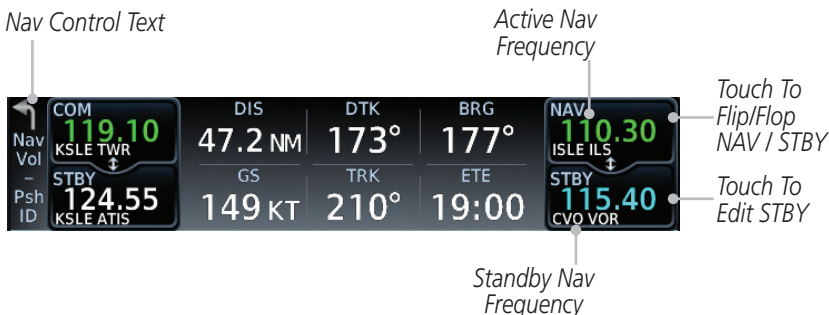 Nav Control Text
Active Nav
Frequency
Nav
Vol
–
Psh
ID
COM
119.10
KSLE TWR
STBY
124.55
KSLE ATIS
DIS
47.2 NM
DTK
173°
BRG
177°
GS
149 KT
TRK
210°
ETE
19:00
NAV
110.30
ISLE ILS
STBY
115.40
CVO VOR
Touch To
Flip/Flop
NAV / STBY
Touch To
Edit STBY
Standby Nav
Frequency